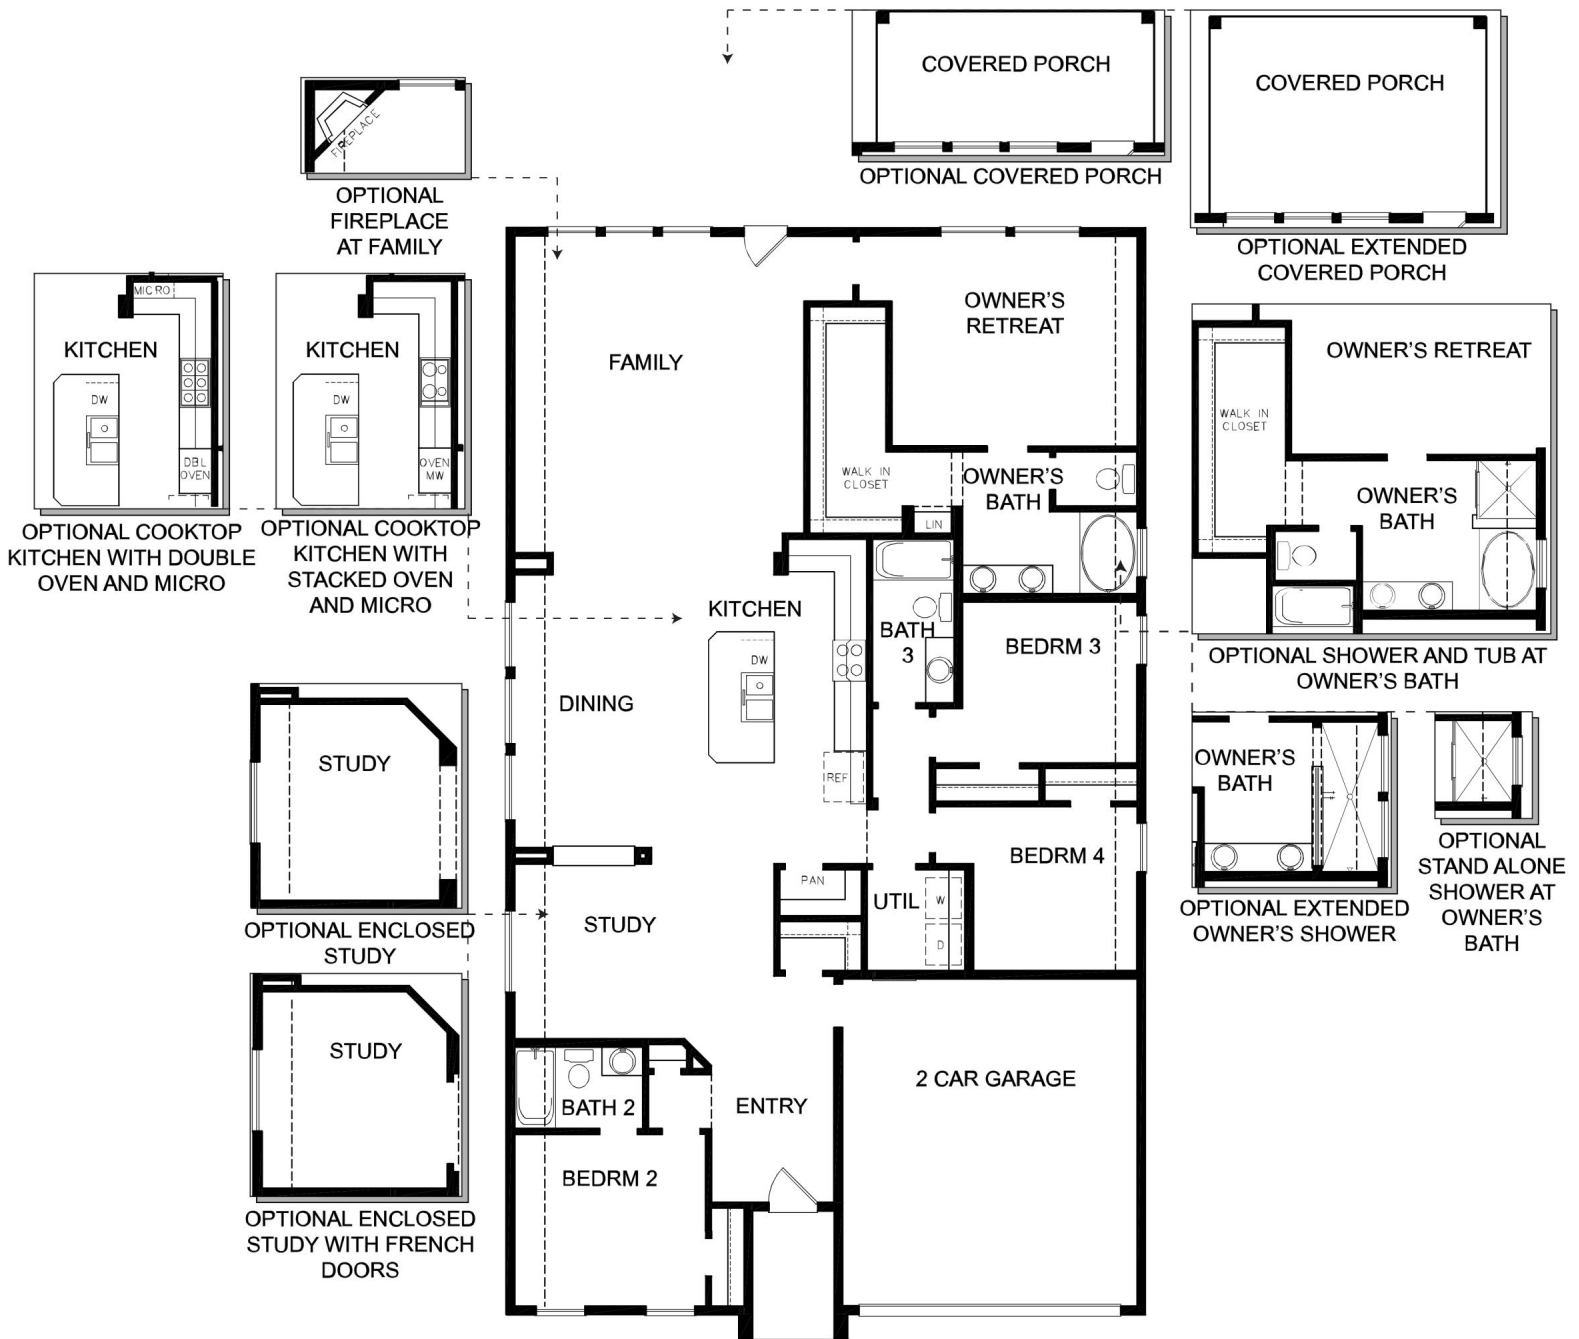 COVERED PORCH
OPTIONAL COVERED PORCH
COVERED PORCH
OPTIONAL EXTENDED
COVERED PORCH
FIREPLACE
OPTIONAL
FIREPLACE
AT FAMILY
MICRO
KITCHEN
DW
DBL
OVEN
OPTIONAL COOKTOP
KITCHEN WITH DOUBLE
OVEN AND MICRO
KITCHEN
DW
OVEN
MW
OPTIONAL COOKTOP
KITCHEN WITH
STACKED OVEN
AND MICRO
FAMILY
OWNER'S
RETREAT
WALK IN
CLOSET
OWNER'S
BATH
LIN
KITCHEN
DW
REF
BATH
3
BEDRM 3
DINING
BEDRM 4
PAN
UTIL
W
D
STUDY
BATH 2
ENTRY
2 CAR GARAGE
BEDRM 2
OWNER'S RETREAT
WALK IN
CLOSET
OWNER'S
BATH
OPTIONAL SHOWER AND TUB AT
OWNER'S BATH
OWNER'S
BATH
OPTIONAL EXTENDED
OWNER'S SHOWER
OPTIONAL
STAND ALONE
SHOWER AT
OWNER'S
BATH
STUDY
OPTIONAL ENCLOSED
STUDY
STUDY
OPTIONAL ENCLOSED
STUDY WITH FRENCH
DOORS